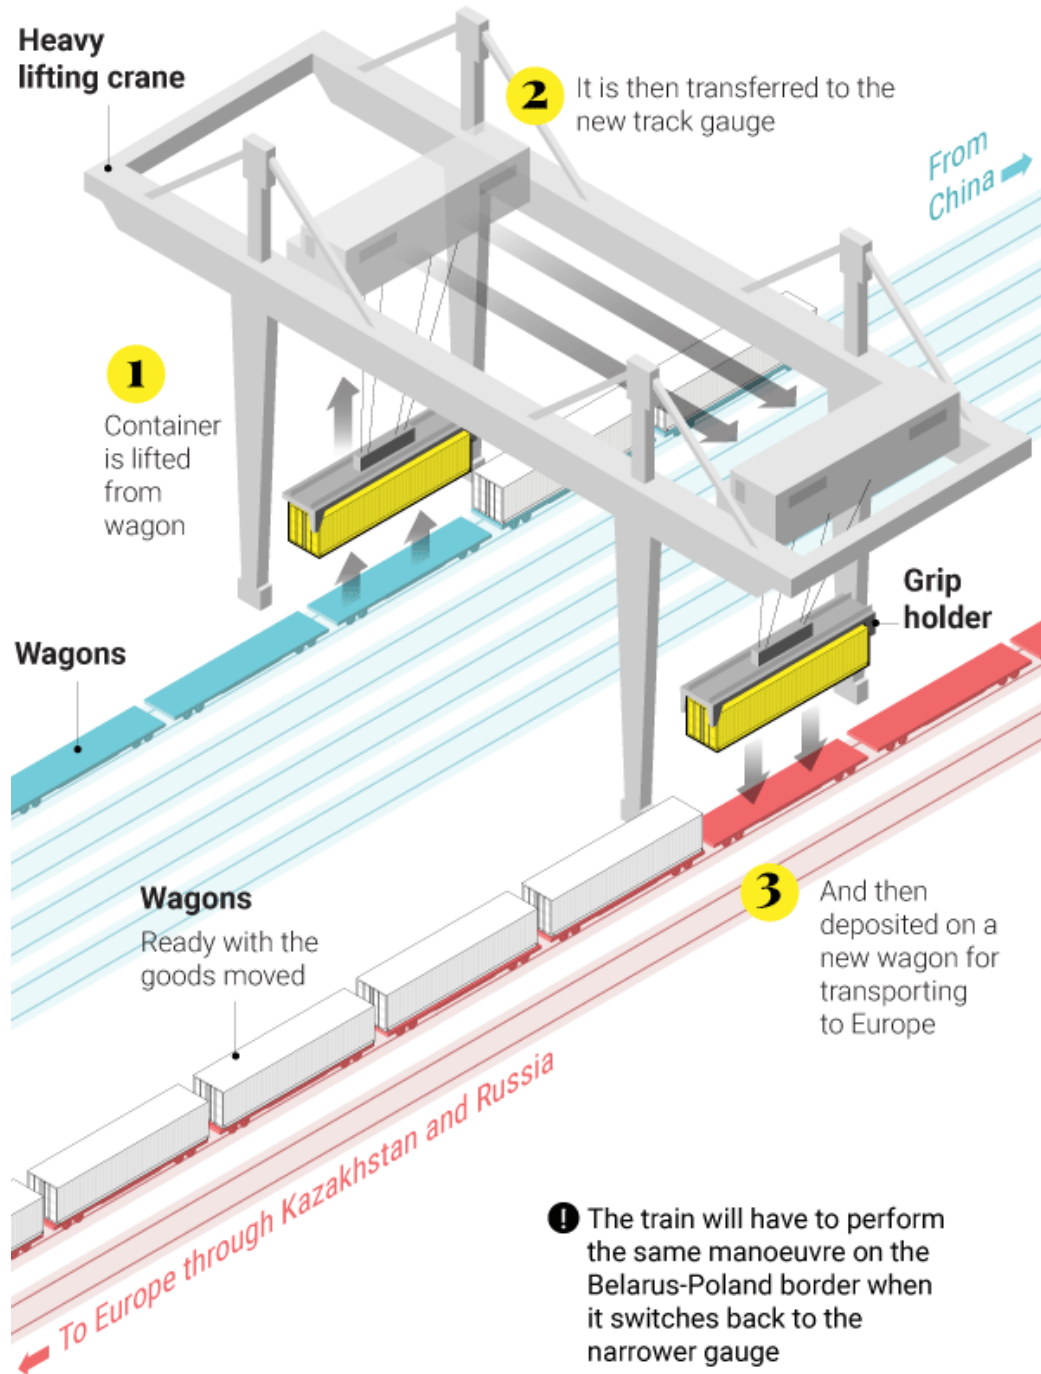 Heavy
lifting crane
2
It is then transferred to the
new track gauge
From
China
1
Container
is lifted
from
wagon
Grip
holder
Wagons
Wagons
Ready with the
goods moved
3
And then
deposited on a
new wagon for
transporting
to Europe
To Europe through Kazakhstan and Russia
! The train will have to perform
the same manoeuvre on the
Belarus-Poland border when
it switches back to the
narrower gauge